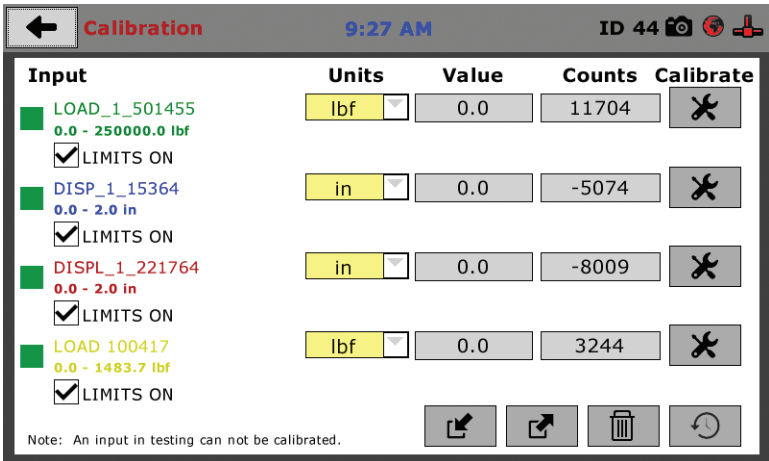 Calibration 9:27 AM ID 44
Input Units Value Counts Calibrate
LOAD_1_501455 lbf 0.0 11704
0.0 - 250000.0 lbf
LIMITS ON
DISP_1_15364 in 0.0 -5074
0.0 - 2.0 in
LIMITS ON
DISPL_1_221764 in 0.0 -8009
0.0 - 2.0 in
LIMITS ON
LOAD 100417 lbf 0.0 3244
0.0 - 1483.7 lbf
LIMITS ON
Note: An input in testing can not be calibrated.